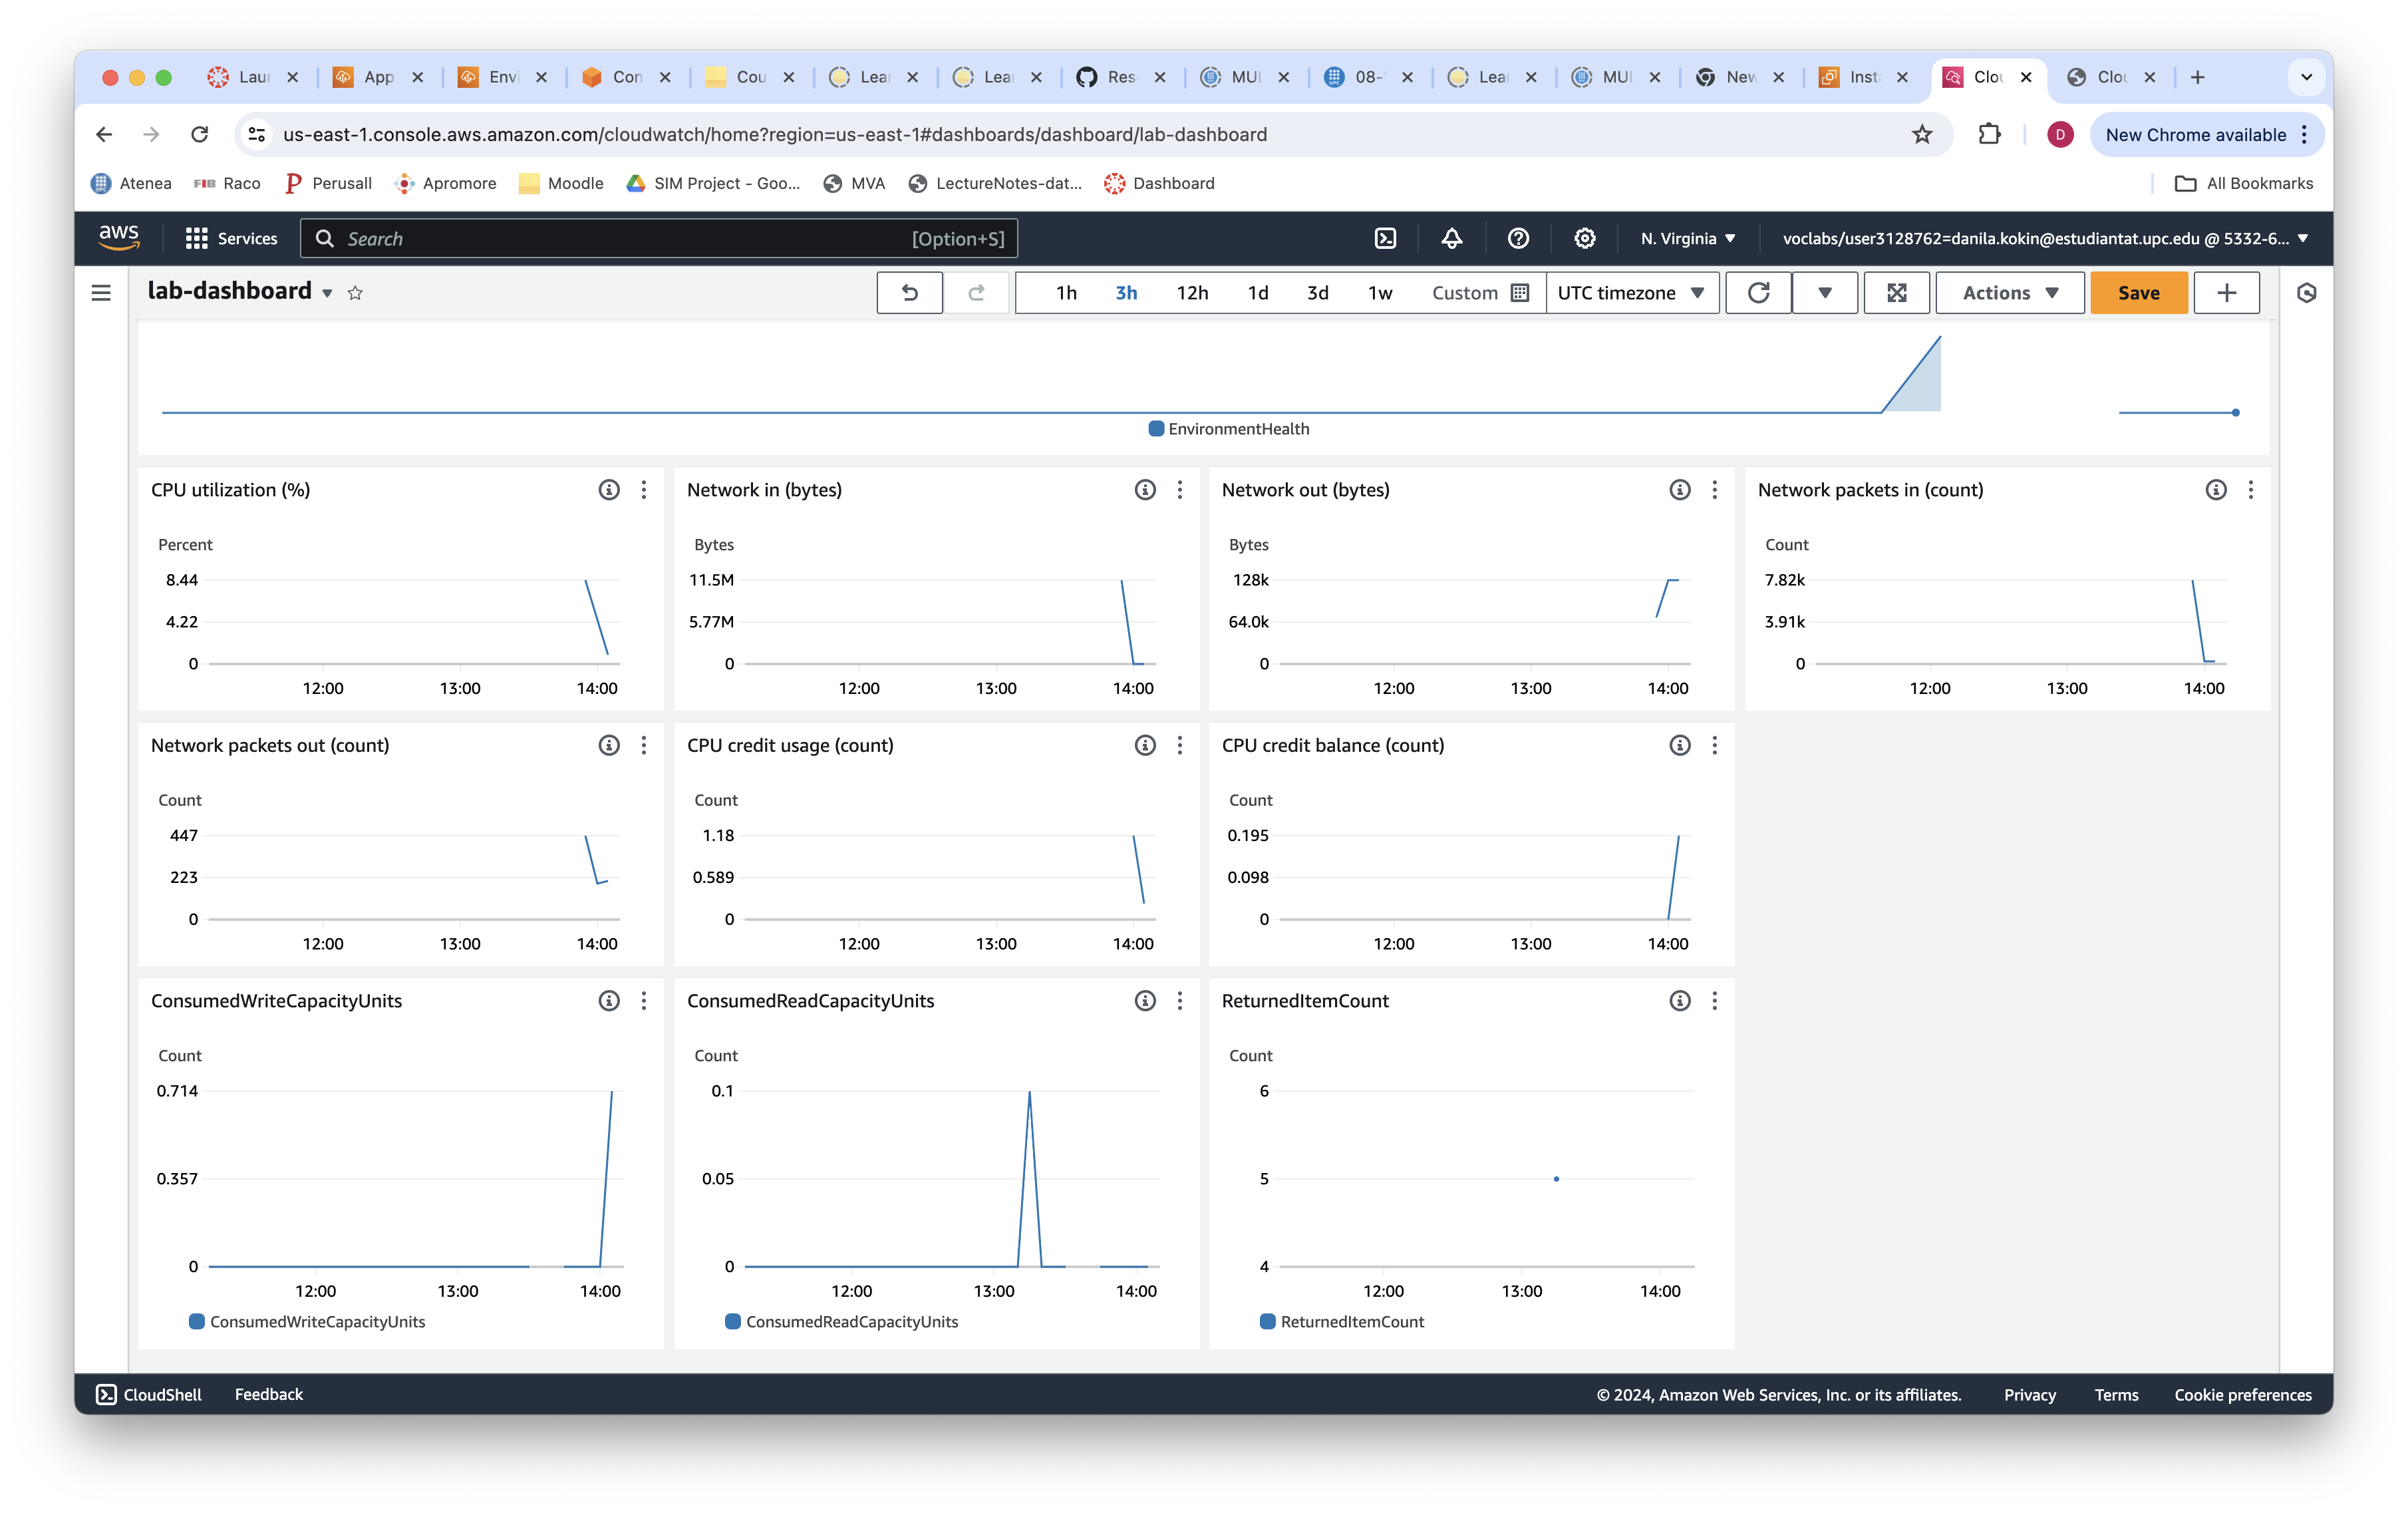 Lau App Envi Con Cou Lea Lea Res MU 08- Lea MU New Inst Clou Clou
us-east-1.console.aws.amazon.com/cloudwatch/home?region=us-east-1#dashboards/dashboard/lab-dashboard D New Chrome available
Atenea FIB Raco Perusall Apromore Moodle SIM Project - Goo... MVA LectureNotes-dat... Dashboard All Bookmarks
aws Services Search [Option+S] N. Virginia voclabs/user3128762=danila.kokin@estudiantat.upc.edu @ 5332-6...
lab-dashboard 1h 3h 12h 1d 3d 1w Custom UTC timezone Actions Save
EnvironmentHealth
CPU utilization (%)
Percent
8.44
4.22
0
12:00 13:00 14:00
Network in (bytes)
Bytes
11.5M
5.77M
0
12:00 13:00 14:00
Network out (bytes)
Bytes
128k
64.0k
0
12:00 13:00 14:00
Network packets in (count)
Count
7.82k
3.91k
0
12:00 13:00 14:00
Network packets out (count)
Count
447
223
0
12:00 13:00 14:00
CPU credit usage (count)
Count
1.18
0.589
0
12:00 13:00 14:00
CPU credit balance (count)
Count
0.195
0.098
0
12:00 13:00 14:00
ConsumedWriteCapacityUnits
Count
0.714
0.357
0
12:00 13:00 14:00
ConsumedWriteCapacityUnits
ConsumedReadCapacityUnits
Count
0.1
0.05
0
12:00 13:00 14:00
ConsumedReadCapacityUnits
ReturnedItemCount
Count
6
5
4
12:00 13:00 14:00
ReturnedItemCount
CloudShell Feedback © 2024, Amazon Web Services, Inc. or its affiliates. Privacy Terms Cookie preferences